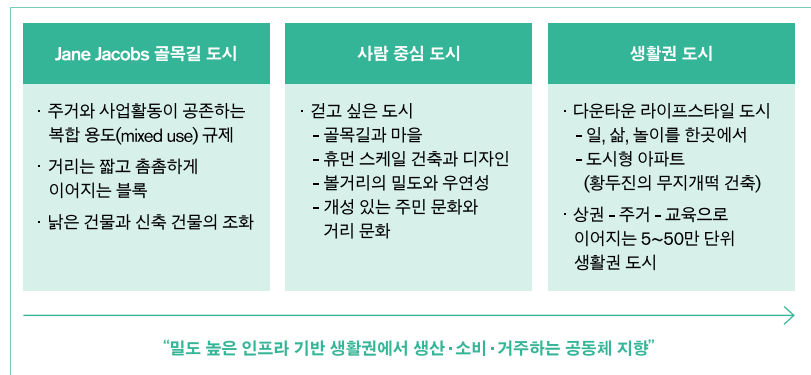 Jane Jacobs 골목길 도시
· 주거와 사업활동이 공존하는
복합 용도(mixed use) 규제
· 거리는 짧고 촘촘하게
이어지는 블록
· 낡은 건물과 신축 건물의 조화
사람 중심 도시
· 걷고 싶은 도시
- 골목길과 마을
- 휴먼 스케일 건축과 디자인
- 볼거리의 밀도와 우연성
- 개성 있는 주민 문화와
거리 문화
생활권 도시
· 다운타운 라이프스타일 도시
- 일, 삶, 놀이를 한곳에서
- 도시형 아파트
(황두진의 무지개떡 건축)
· 상권 - 주거 - 교육으로
이어지는 5~50만 단위
생활권 도시
“밀도 높은 인프라 기반 생활권에서 생산·소비·거주하는 공동체 지향”